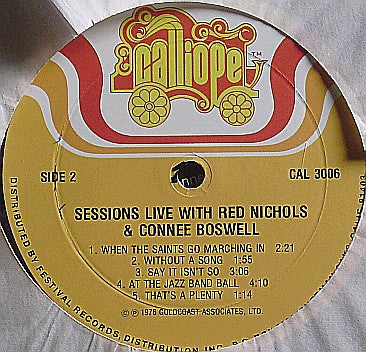 Calliope
TM
SIDE 2
CAL 3006
SESSIONS LIVE WITH RED NICHOLS
& CONNEE BOSWELL
1. WHEN THE SAINTS GO MARCHING IN 2:21
2. WITHOUT A SONG 1:55
3. SAY IT ISN'T SO 3:06
4. AT THE JAZZ BAND BALL 4:10
5. THAT'S A PLENTY 1:14
© ℗ 1976 GOLDCOAST ASSOCIATES, LTD.
DISTRIBUTED BY FESTIVAL RECORDS DISTRIBUTION INC.